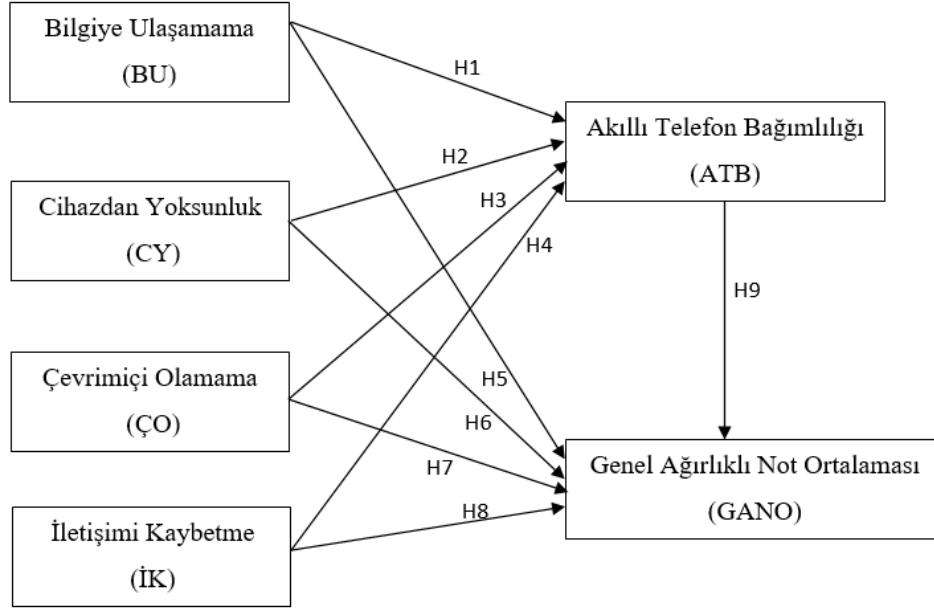 Bilgiye Ulaşamama
(BU)
H1
Akıllı Telefon Bağımlılığı
(ATB)
H2
Cihazdan Yoksunluk
(CY)
H3
H4
H9
Çevrimiçi Olamama
(ÇO)
H5
H6
H7
Genel Ağırlıklı Not Ortalaması
(GANO)
H8
İletişimi Kaybetme
(İK)